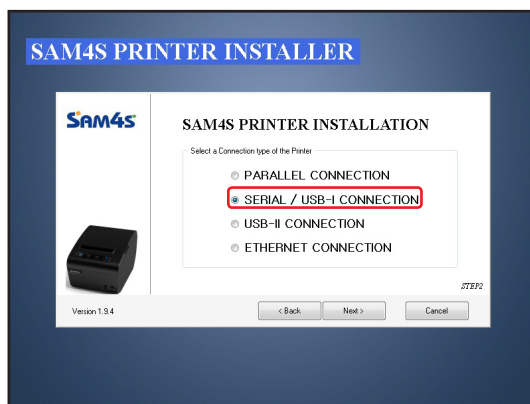 SAM4S PRINTER INSTALLER
SAM4S
SAM4S PRINTER INSTALLATION
Select a Connection type of the Printer
PARALLEL CONNECTION
SERIAL / USB-I CONNECTION
USB-II CONNECTION
ETHERNET CONNECTION
STEP2
Version 1.9.4
< Back
Next >
Cancel